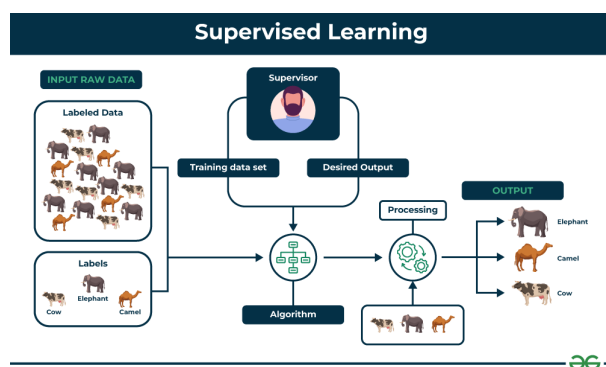 Supervised Learning
INPUT RAW DATA
Supervisor
Labeled Data
Training data set
Desired Output
OUTPUT
Processing
Elephant
Camel
Cow
Labels
Elephant
Cow
Camel
Algorithm